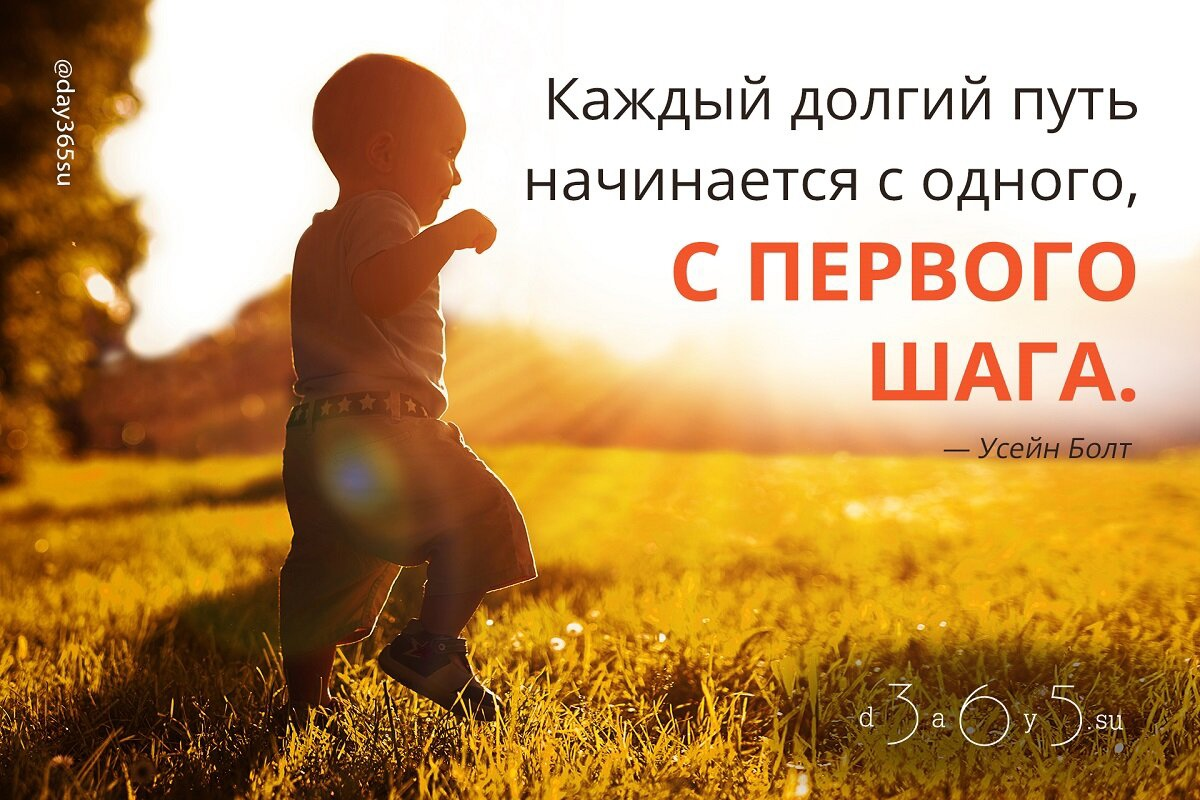 @day365su
Каждый долгий путь
начинается с одного,
С ПЕРВОГО
ШАГА.
— Усейн Болт
d3a6y5.su